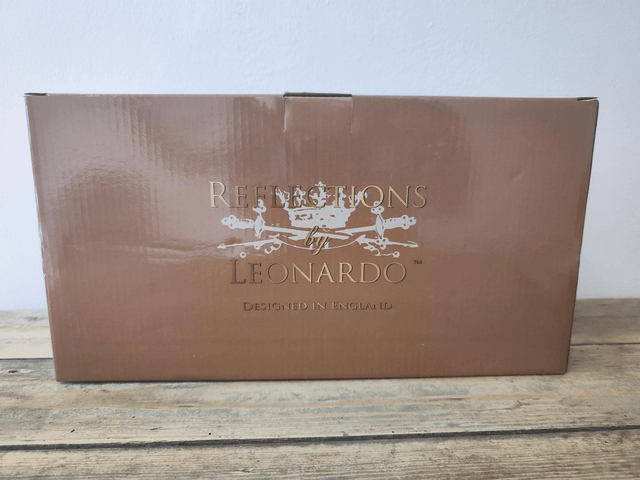 REFLECTIONS
by
LEONARDO™
DESIGNED IN ENGLAND